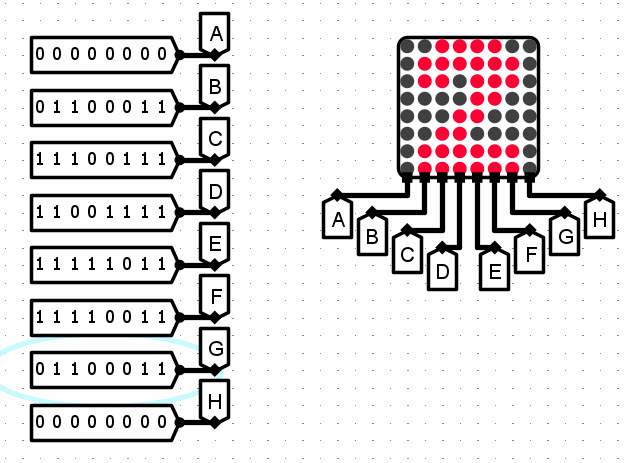 A
0 0 0 0 0 0 0 0
B
0 1 1 0 0 0 1 1
C
1 1 1 0 0 1 1 1
D
1 1 0 0 1 1 1 1
E
1 1 1 1 1 0 1 1
F
1 1 1 1 0 0 1 1
G
0 1 1 0 0 0 1 1
H
0 0 0 0 0 0 0 0
A B C D E F G H